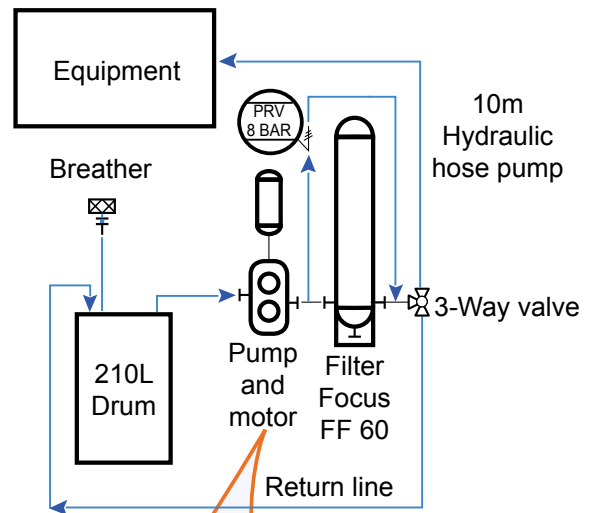 Equipment
PRV
8 BAR
10m
Hydraulic
hose pump
Breather
3-Way valve
210L
Drum
Pump
and
motor
Filter
Focus
FF 60
Return line